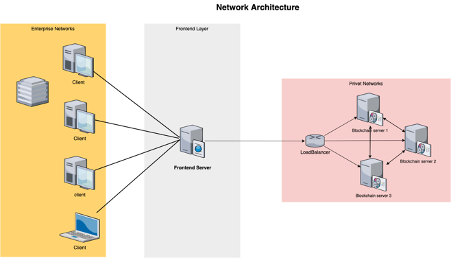 Network Architecture
Enterprise Networks
Frontend Layer
Client
Client
client
Client
Frontend Server
Privat Networks
LoadBalancer
Blockchain server 1
Blockchain server 2
Blockchain server 3